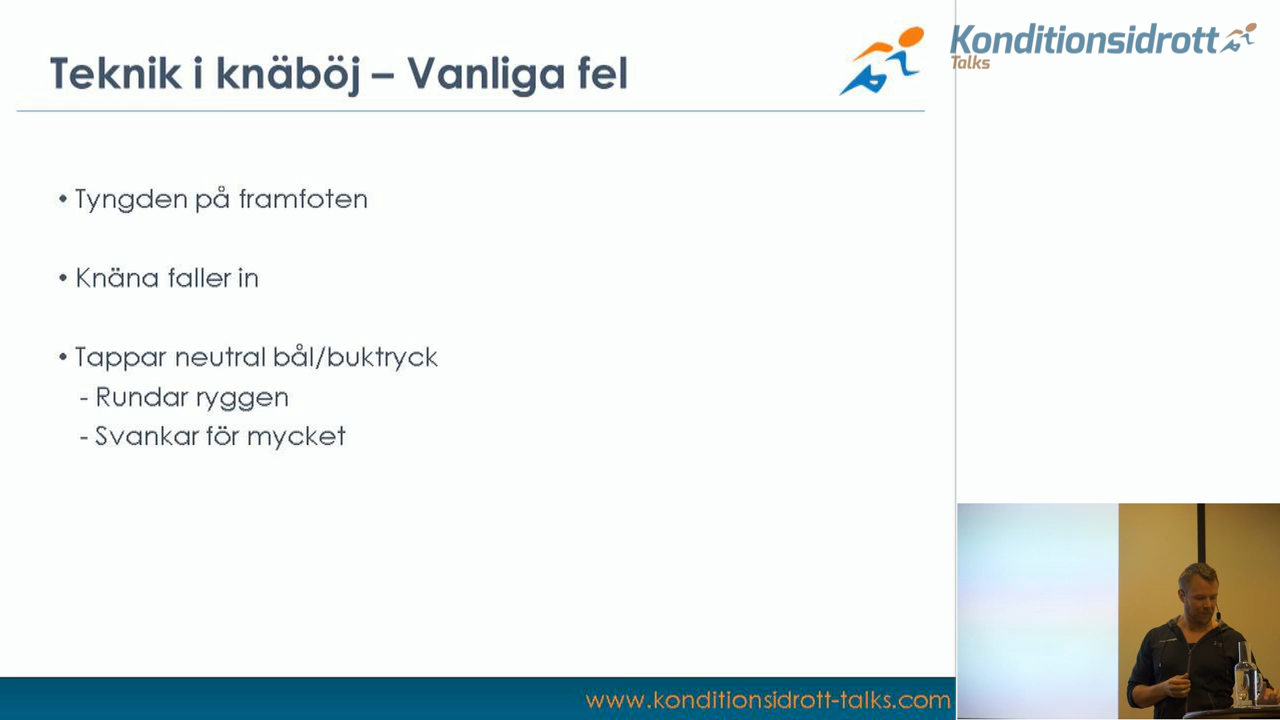 Teknik i knäböj – Vanliga fel
Konditionsidrott
Talks
• Tyngden på framfoten
• Knäna faller in
• Tappar neutral bål/buktryck
- Rundar ryggen
- Svankar för mycket
www.konditionsidrott-talks.com